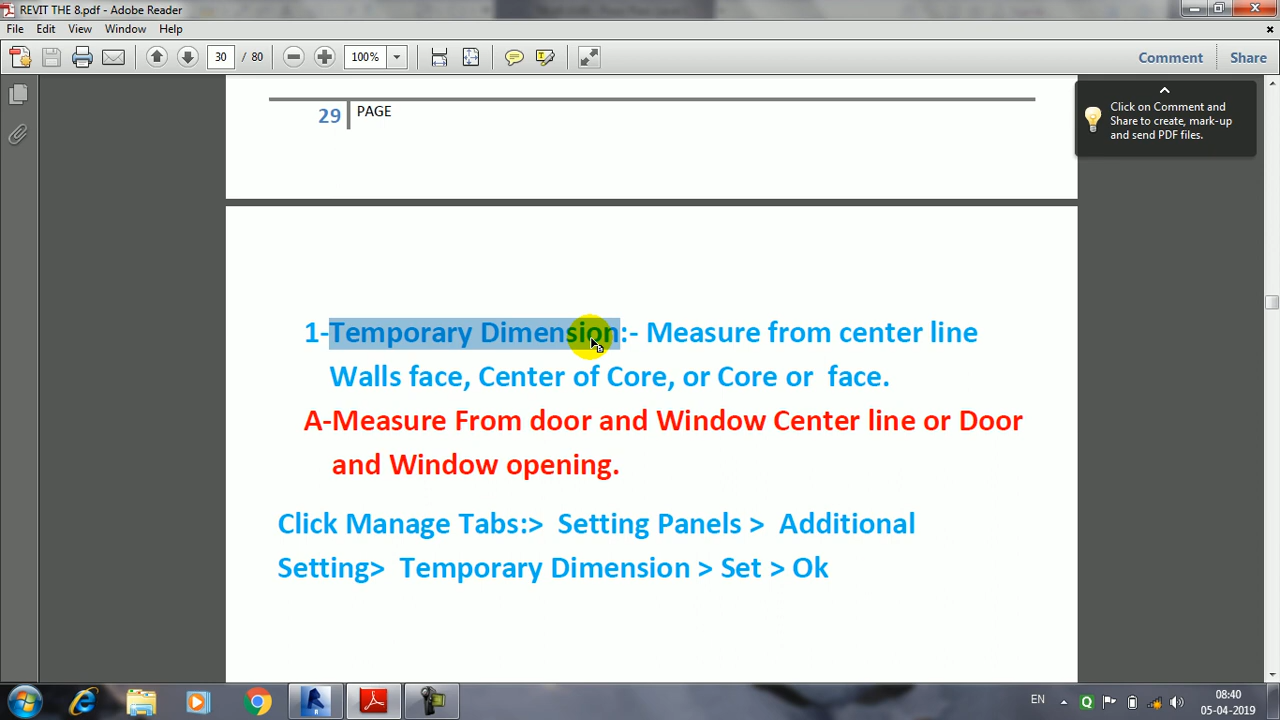 REVIT THE 8.pdf - Adobe Reader
File Edit View Window Help
30 / 80 100% Comment Share
Click on Comment and
Share to create, mark-up
and send PDF files.
29 PAGE
1-Temporary Dimension:- Measure from center line
Walls face, Center of Core, or Core or face.
A-Measure From door and Window Center line or Door
and Window opening.
Click Manage Tabs:> Setting Panels > Additional
Setting> Temporary Dimension > Set > Ok
EN
08:40
05-04-2019